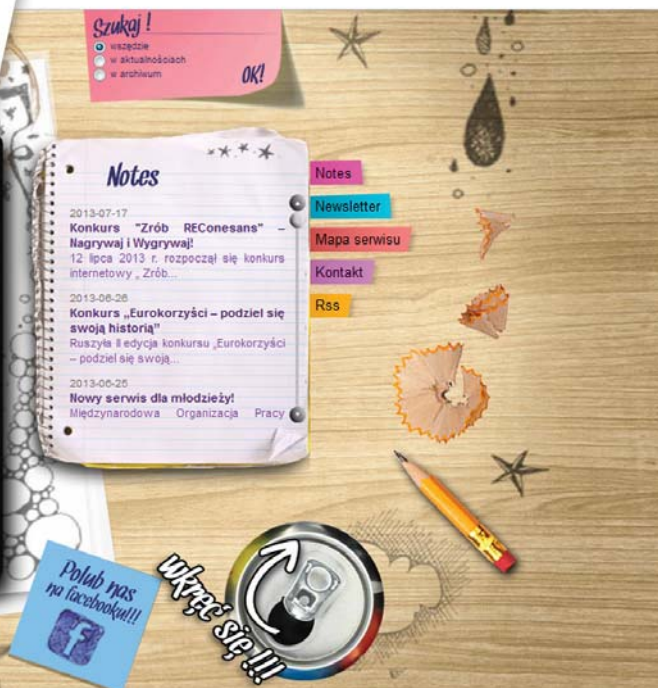 Szukaj !
wszędzie
w aktualnościach
w archiwum
OK!
Notes
2013-07-17
Konkurs "Zrób REConesans" –
Nagrywaj i Wygrywaj!
12 lipca 2013 r. rozpoczął się konkurs
internetowy „ Zrób...
2013-06-26
Konkurs „Eurokorzyści – podziel się
swoją historią”
Ruszyła II edycja konkursu „Eurokorzyści
– podziel się swoją...
2013-06-25
Nowy serwis dla młodzieży!
Międzynarodowa Organizacja Pracy
Notes
Newsletter
Mapa serwisu
Kontakt
Rss
Polub nas
na facebooku!!!
f
wkręć się !!!